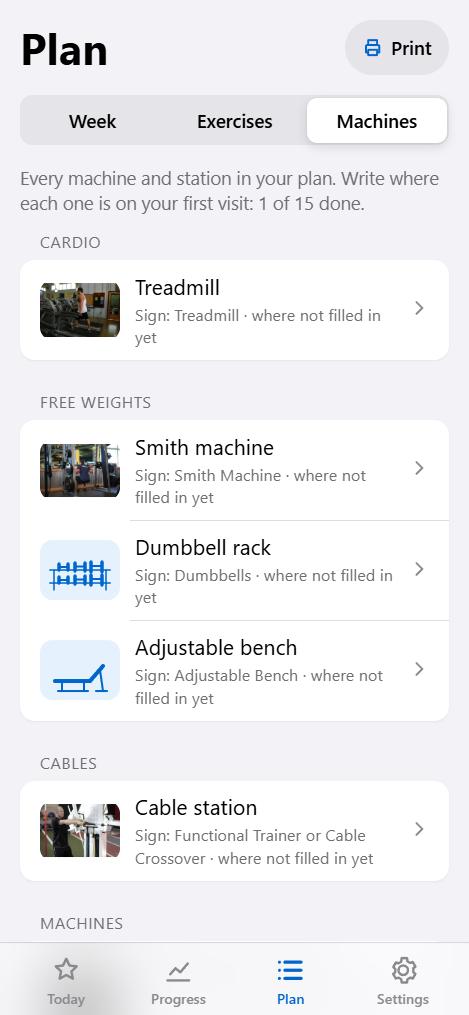 Plan
Print
Week
Exercises
Machines
Every machine and station in your plan. Write where
each one is on your first visit: 1 of 15 done.
CARDIO
Treadmill
Sign: Treadmill · where not filled in
yet
FREE WEIGHTS
Smith machine
Sign: Smith Machine · where not
filled in yet
Dumbbell rack
Sign: Dumbbells · where not filled in
yet
Adjustable bench
Sign: Adjustable Bench · where not
filled in yet
CABLES
Cable station
Sign: Functional Trainer or Cable
Crossover · where not filled in yet
MACHINES
Today
Progress
Plan
Settings